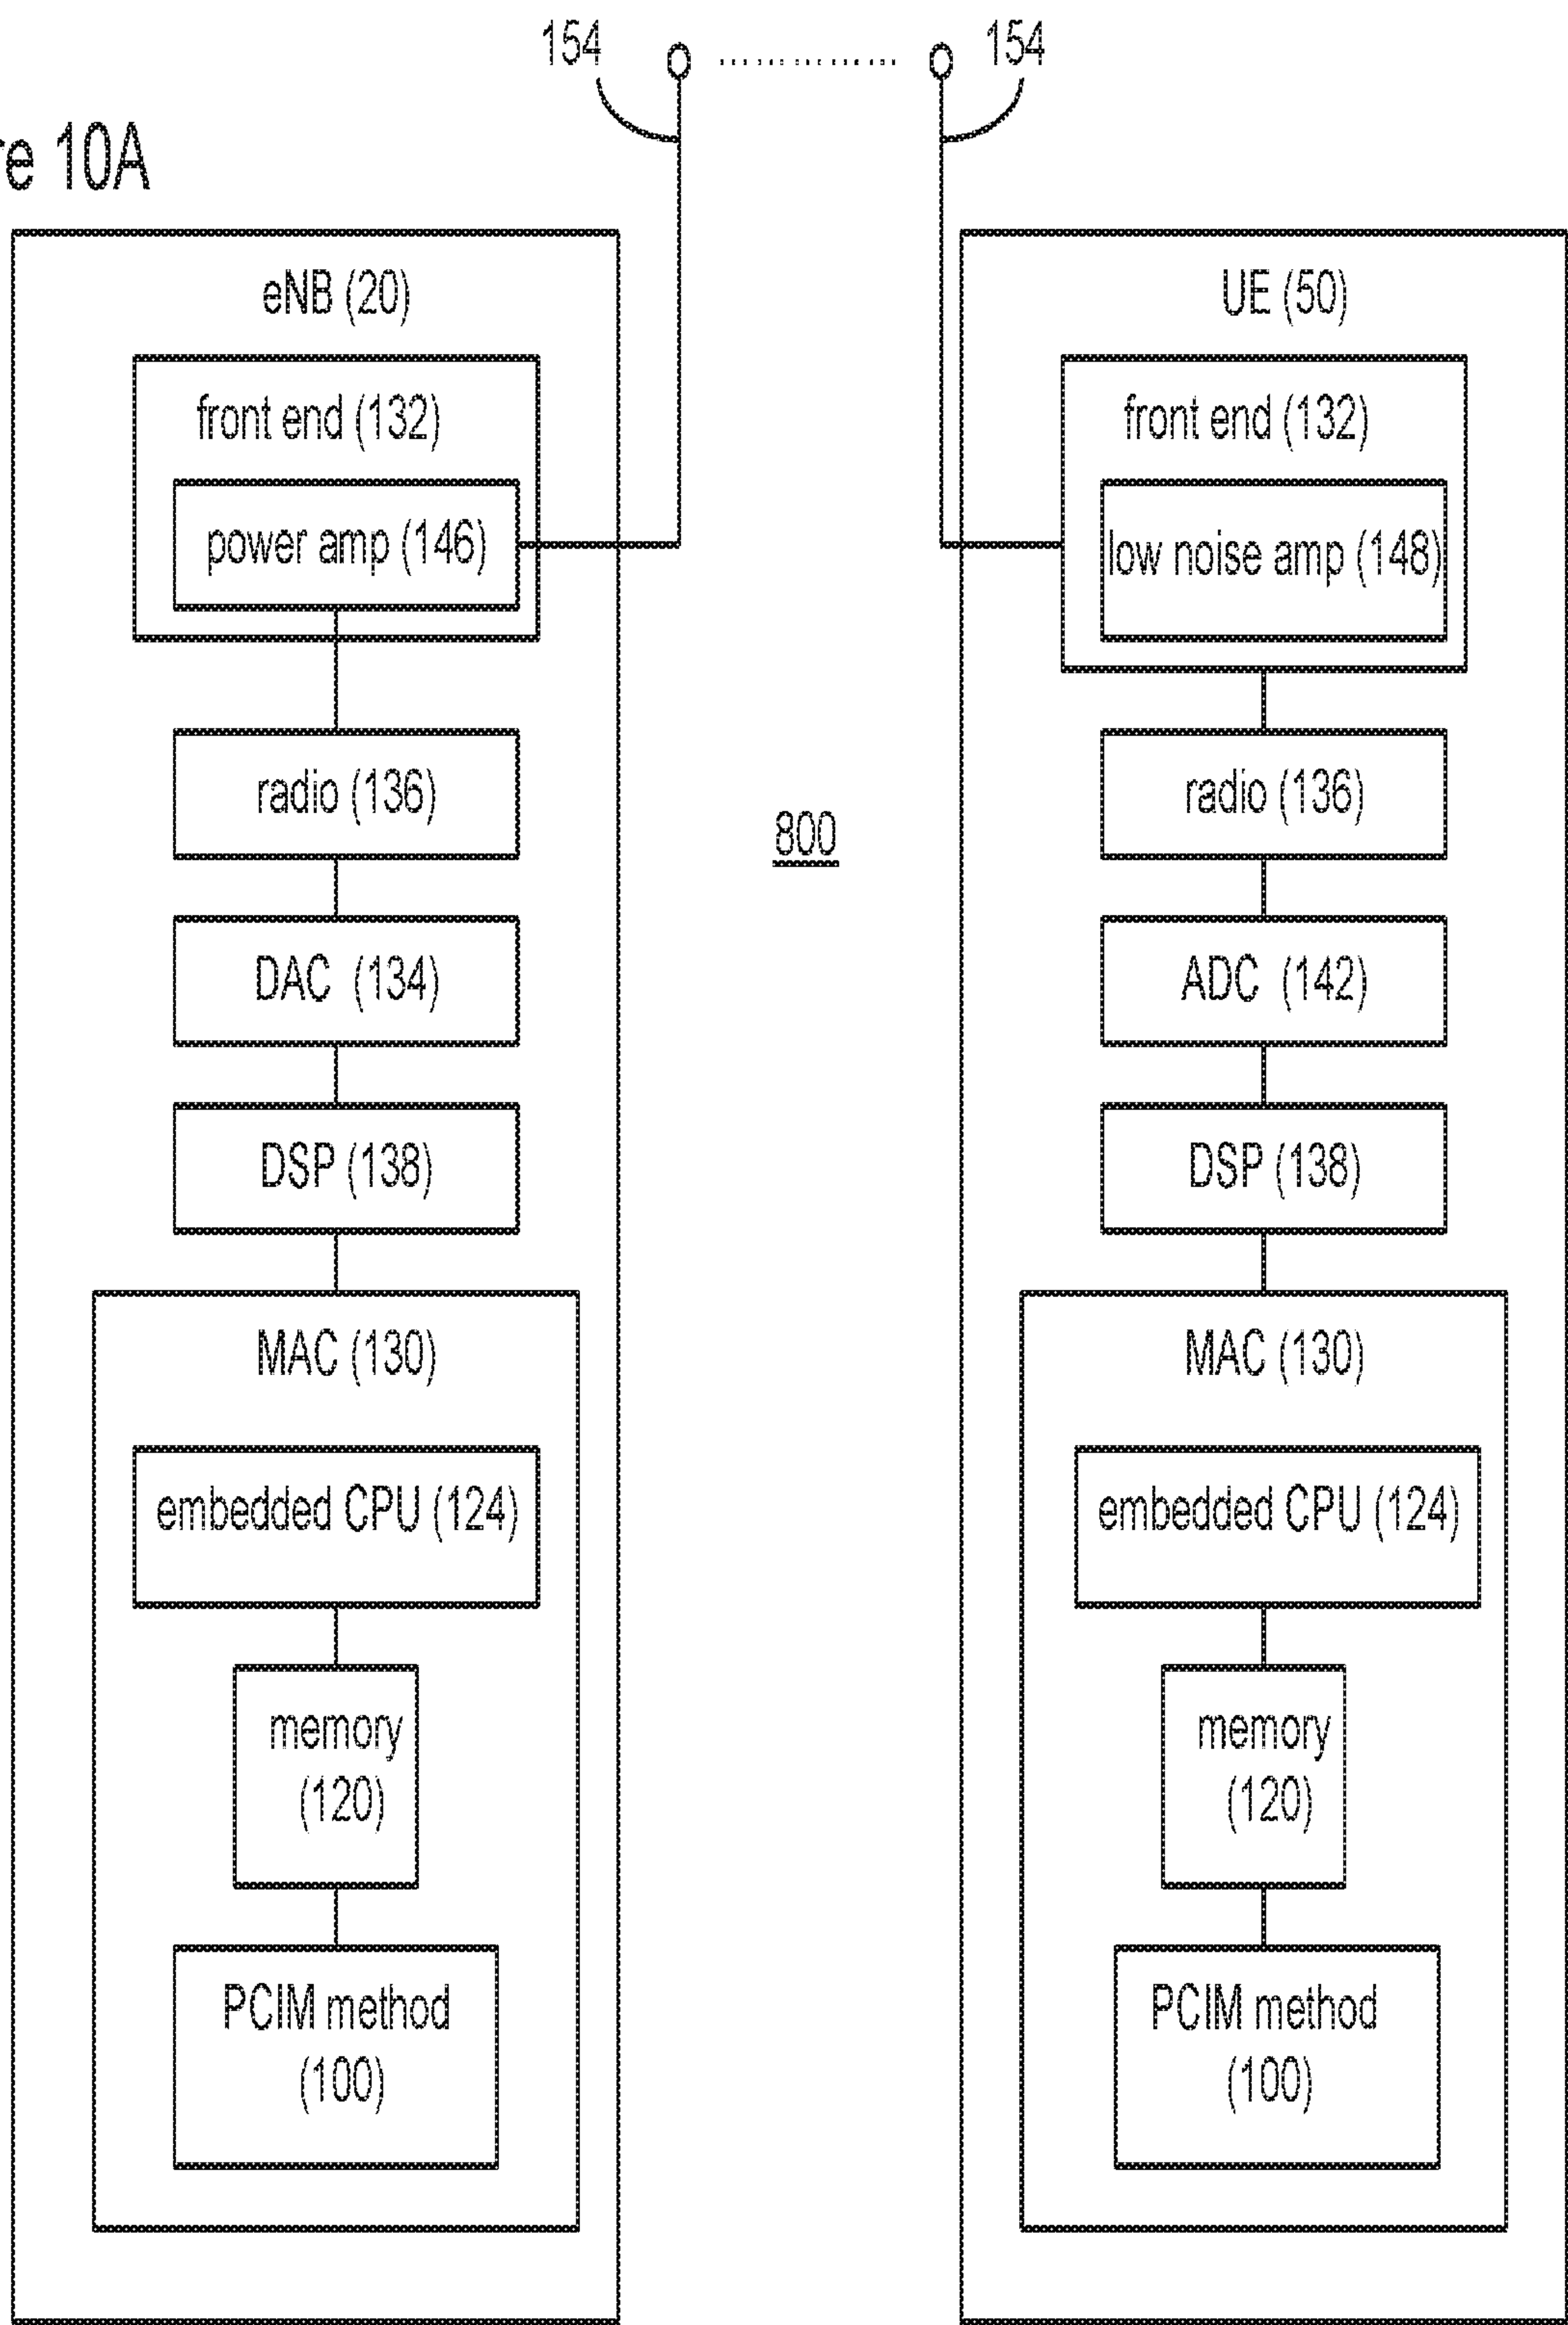 154
154
re 10A
eNB (20)
front end (132)
power amp (146)
radio (136)
DAC (134)
DSP (138)
MAC (130)
embedded CPU (124)
memory
(120)
PCIM method
(100)
800
UE (50)
front end (132)
low noise amp (148)
radio (136)
ADC (142)
DSP (138)
MAC (130)
embedded CPU (124)
memory
(120)
PCIM method
(100)